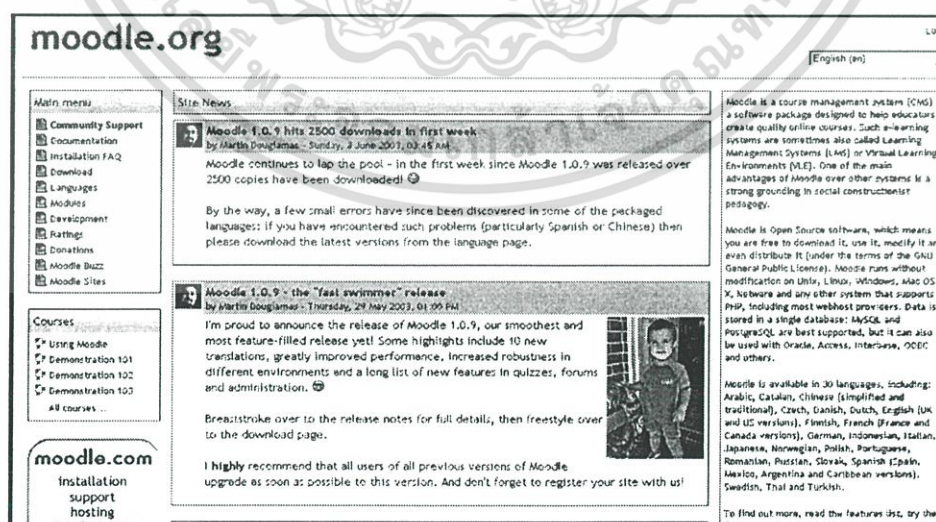 moodle.org
English (en)
Main menu
Community Support
Documentation
Installation FAQ
Download
Languages
Modules
Development
Ratings
Donations
Moodle Buzz
Moodle Sites
Courses
Using Moodle
Demonstration 101
Demonstration 102
Demonstration 103
All courses ...
moodle.com
installation
support
hosting
Site News
Moodle 1.0.9 hits 2500 downloads in first week
by Martin Dougiamas - Sunday, 2003, 03:45 AM
Moodle continues to lap the pool - in the first week since Moodle 1.0.9 was released over
2500 copies have been downloaded!
By the way, a few small errors have since been discovered in some of the packaged
languages: if you have encountered such problems (particularly Spanish or Chinese) then
please download the latest versions from the language page.
Moodle 1.0.9 - the "fast swimmer" release
by Martin Dougiamas - Thursday, 29 May 2003, 01:09 PM
I'm proud to announce the release of Moodle 1.0.9, our smoothest and
most feature-filled release yet! Some highlights include 10 new
translations, greatly improved performance, increased robustness in
different environments and a long list of new features in quizzes, forums
and administration.
Breaststroke over to the release notes for full details, then freestyle over
to the download page.
I highly recommend that all users of all previous versions of Moodle
upgrade as soon as possible to this version. And don't forget to register your site with us!
Moodle is a course management system (CMS)
a software package designed to help educators
create quality online courses. Such e-learning
systems are sometimes also called Learning
Management Systems (LMS) or Virtual Learning
Environments (VLE). One of the main
advantages of Moodle over other systems is a
strong grounding in social constructionist
pedagogy.
Moodle is Open Source software, which means
you are free to download it, use it, modify it an
even distribute it (under the terms of the GNU
General Public License). Moodle runs without
modification on Unix, Linux, Windows, Mac OS
X, Netware and any other system that supports
PHP, including most webhost providers. Data is
stored in a single database: MySQL and
PostgreSQL are best supported, but it can also
be used with Oracle, Access, Interbase, ODBC
and others.
Moodle is available in 30 languages, including:
Arabic, Catalan, Chinese (simplified and
traditional), Czech, Danish, Dutch, English (UK
and US versions), Finnish, French (France and
Canada versions), German, Indonesian, Italian,
Japanese, Norwegian, Polish, Portuguese,
Romanian, Russian, Slovak, Spanish (Spain,
Mexico, Argentina and Caribbean versions),
Swedish, Thai and Turkish.
To find out more, read the features list, try the